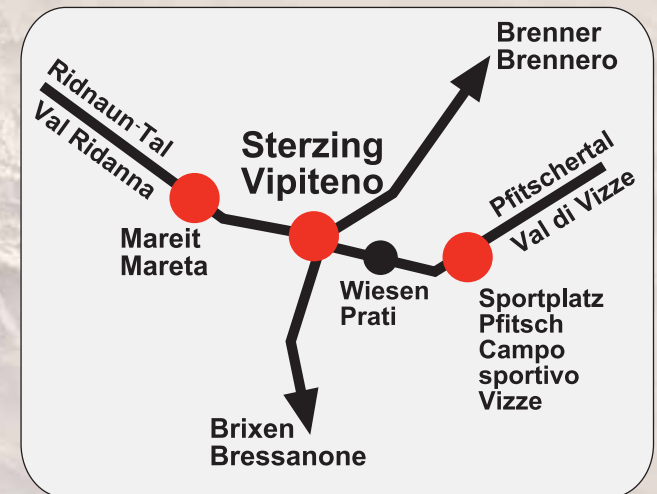 Brenner
Brennero
Ridnaun-Tal
Val Ridanna
Sterzing
Vipiteno
Pfitschertal
Val di Vizze
Mareit
Mareta
Wiesen
Prati
Sportplatz
Pfitsch
Campo
sportivo
Vizze
Brixen
Bressanone